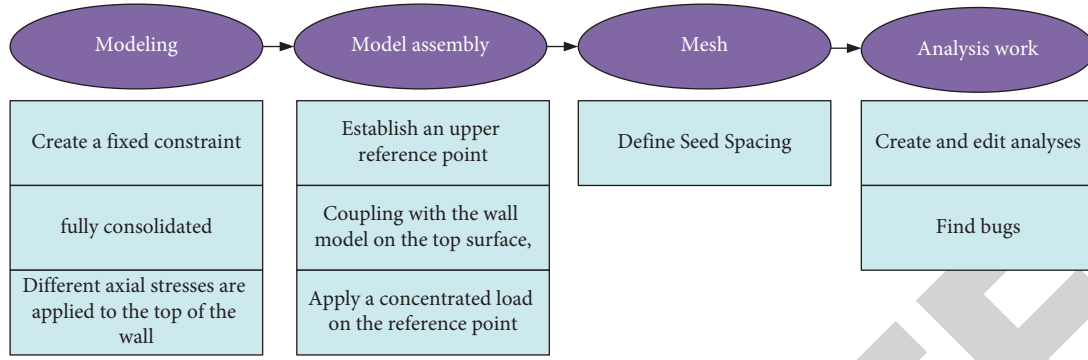 Modeling
Model assembly
Mesh
Analysis work
Create a fixed constraint
fully consolidated
Different axial stresses are
applied to the top of the
wall
Establish an upper
reference point
Coupling with the wall
model on the top surface,
Apply a concentrated load
on the reference point
Define Seed Spacing
Create and edit analyses
Find bugs